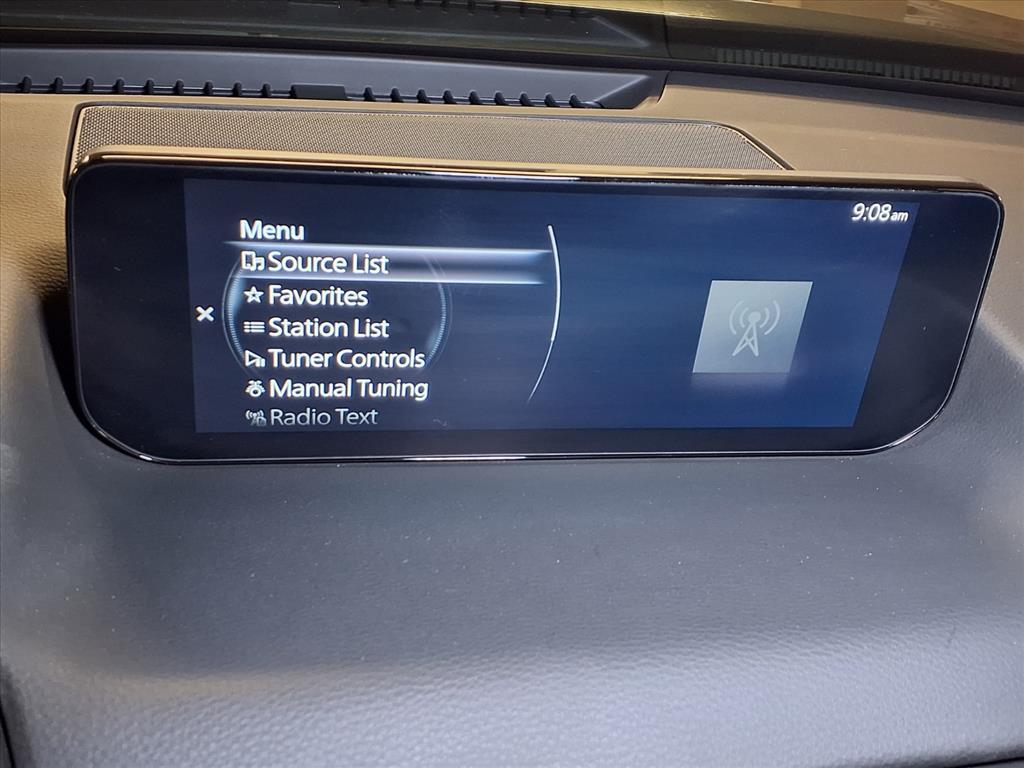 9:08am
Menu
Source List
Favorites
Station List
Tuner Controls
Manual Tuning
Radio Text